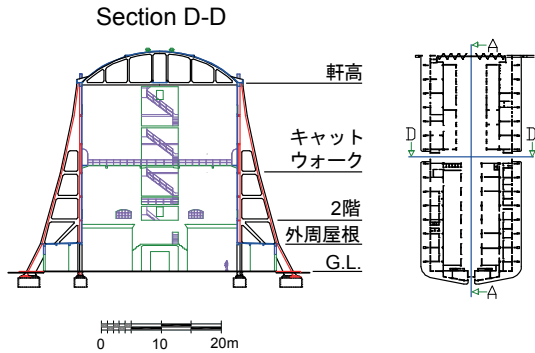 Section D-D
軒高
キャット
ウォーク
2階
外周屋根
G.L.
0 10 20m
A
D D
A